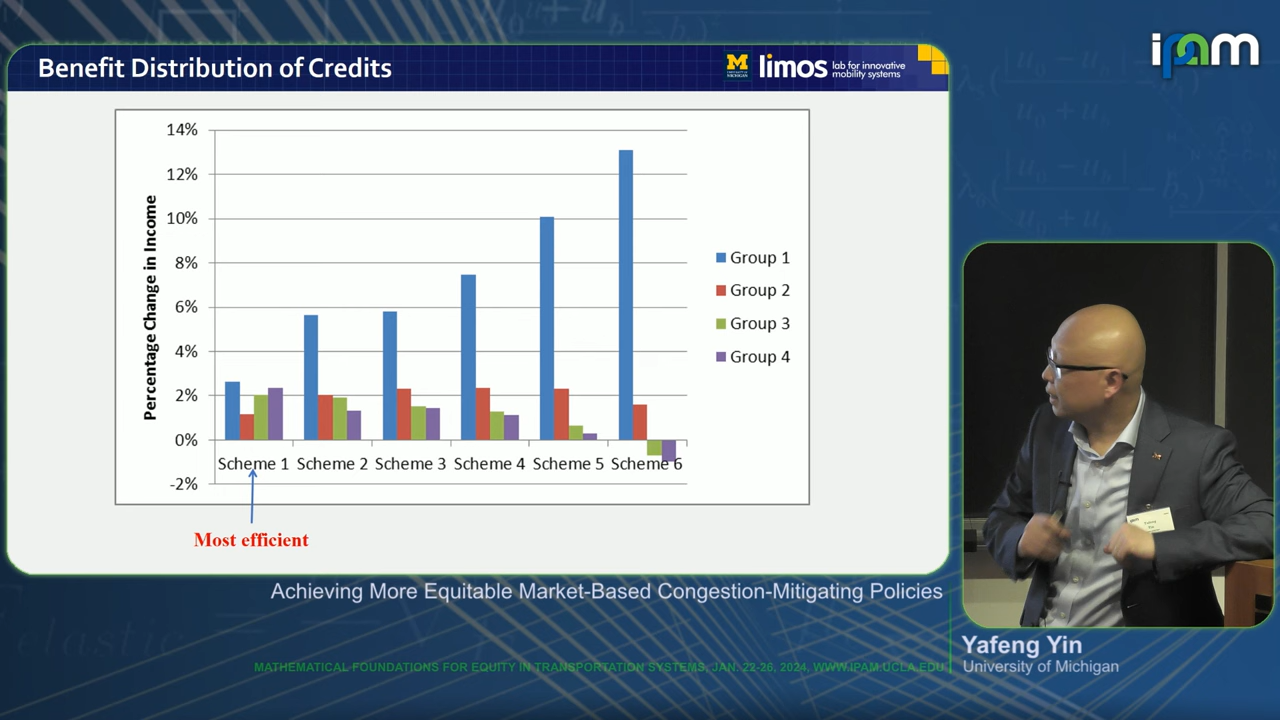 ipam
Benefit Distribution of Credits
M
limos lab for innovative
mobility systems
14%
12%
10%
8%
6%
4%
2%
0%
-2%
Percentage Change in Income
Scheme 1 Scheme 2 Scheme 3 Scheme 4 Scheme 5 Scheme 6
Group 1
Group 2
Group 3
Group 4
Most efficient
Achieving More Equitable Market-Based Congestion-Mitigating Policies
Yafeng Yin
University of Michigan
MATHEMATICAL FOUNDATIONS FOR EQUITY IN TRANSPORTATION SYSTEMS, JAN. 22-26, 2024, WWW.IPAM.UCLA.EDU
elastic